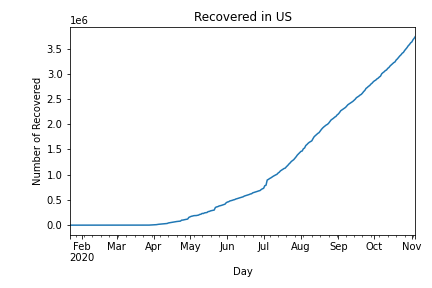 Recovered in US
1e6
Number of Recovered
3.5
3.0
2.5
2.0
1.5
1.0
0.5
0.0
Feb Mar Apr May Jun Jul Aug Sep Oct Nov
2020
Day